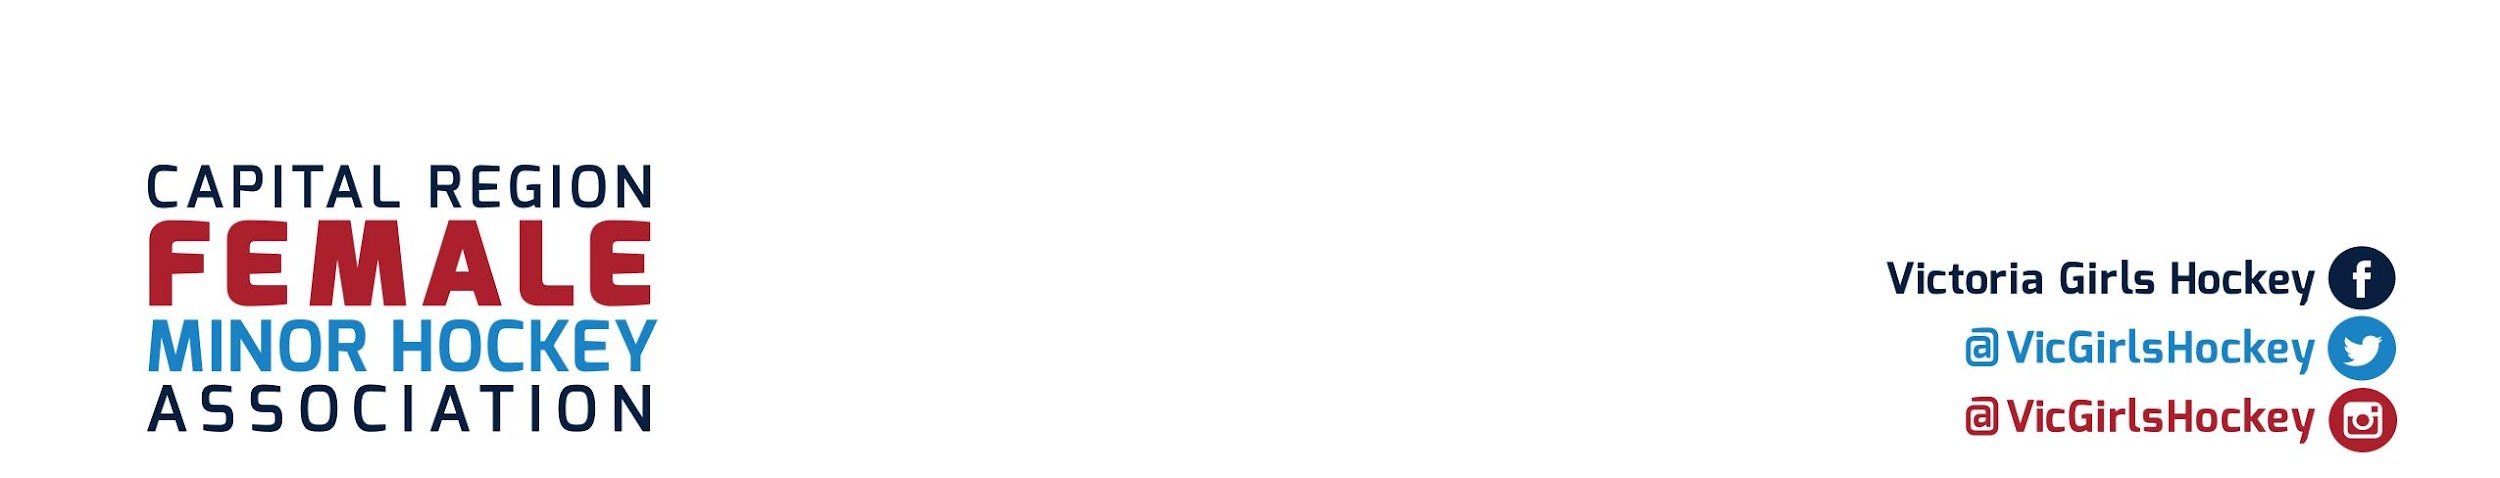 CAPITAL REGION
FEMALE
MINOR HOCKEY
ASSOCIATION
Victoria Girls Hockey
@VicGirlsHockey
@VicGirlsHockey